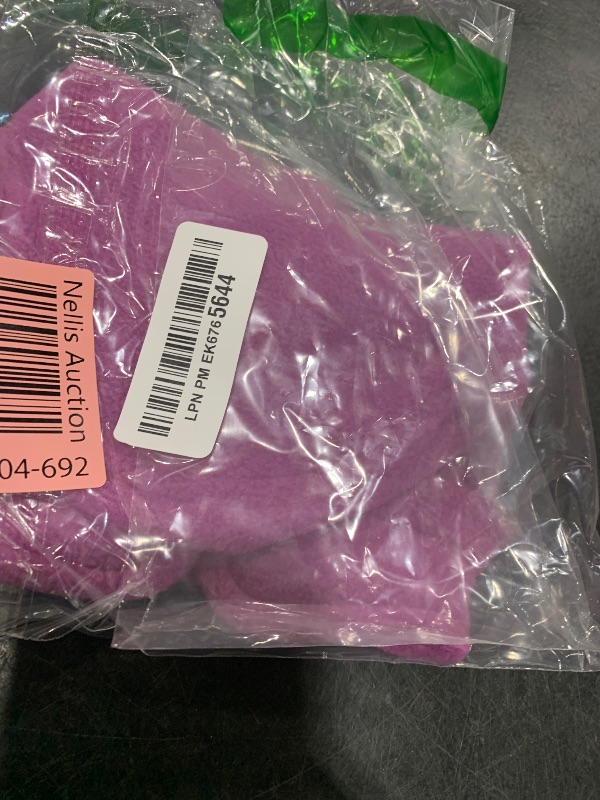 Nellis Auction
04-692
LPN PM EK6765644